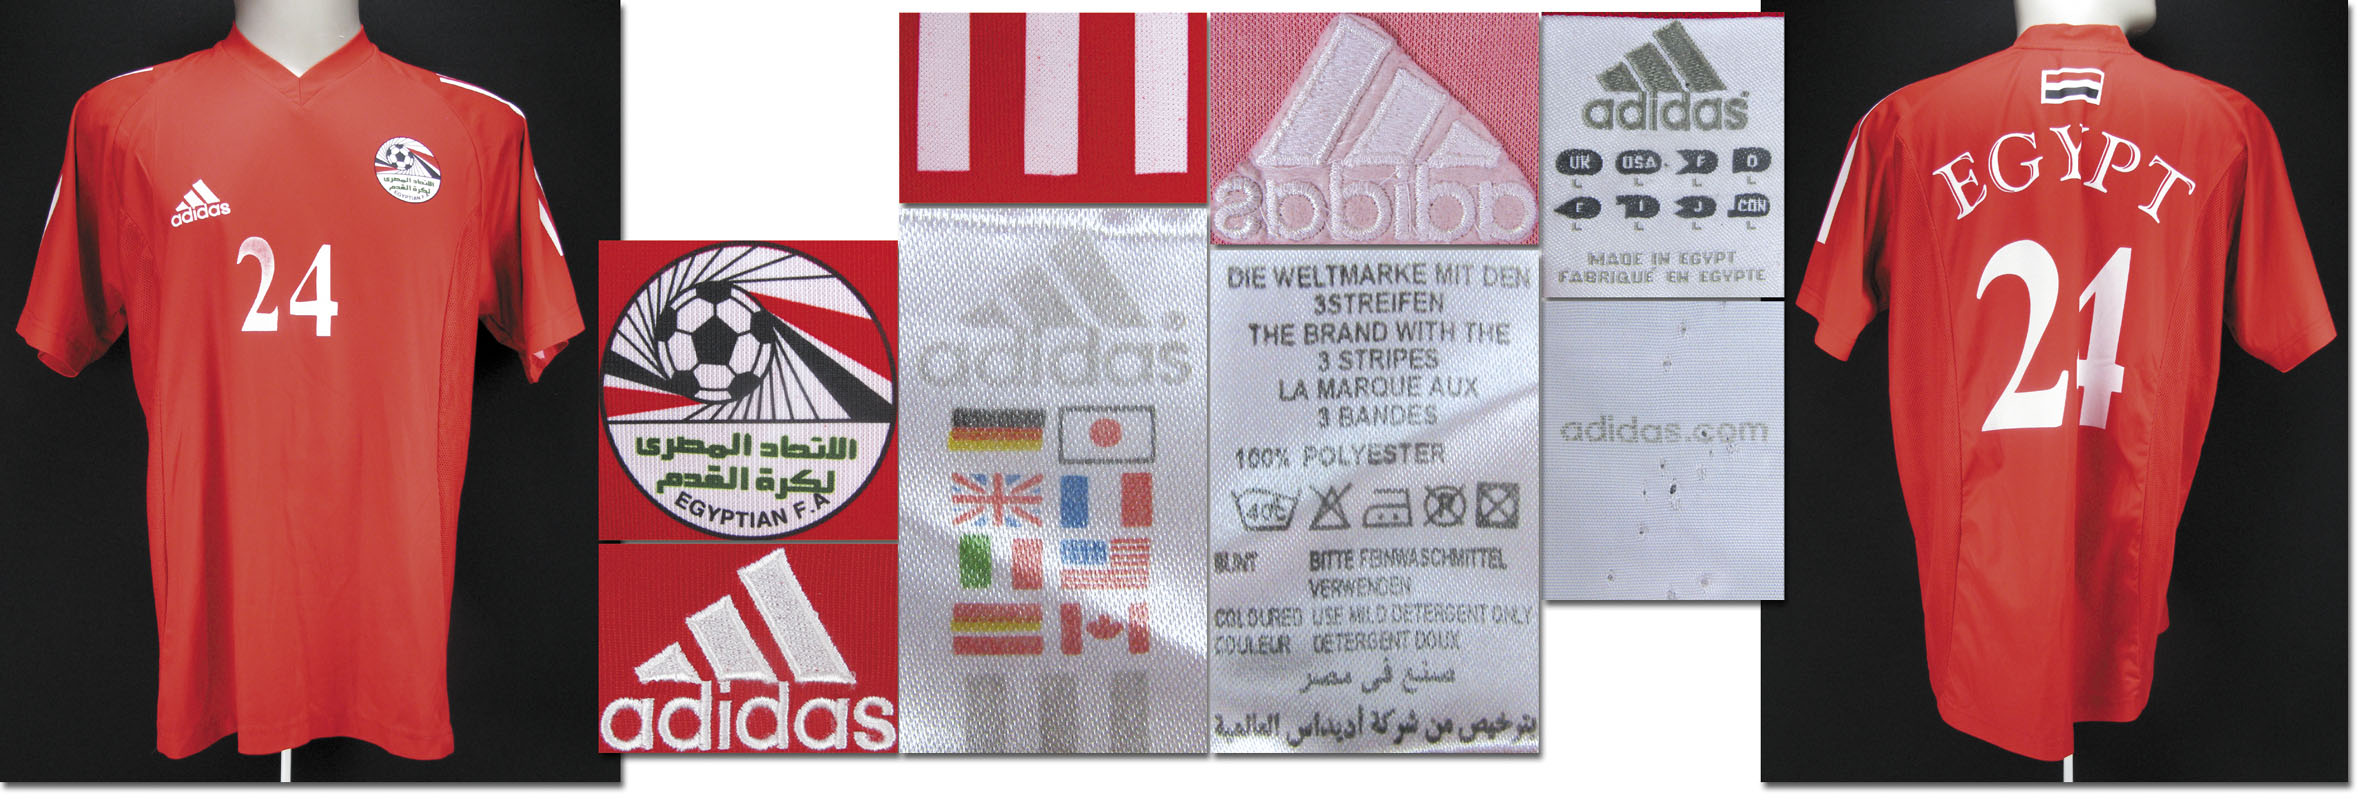 adidas
الاتحاد المصرى
لكرة القدم
EGYPTIAN F.A
24
الاتحاد المصرى
لكرة القدم
EGYPTIAN F.A
adidas
adidas
adidas
DIE WELTMARKE MIT DEN
3STREIFEN
THE BRAND WITH THE
3 STRIPES
LA MARQUE AUX
3 BANDES
100% POLYESTER
40°
BUNT BITTE FEINWASCHMITTEL
VERWENDEN
COLOURED USE MILD DETERGENT ONLY
COULEUR DETERGENT DOUX
صنع في مصر
بترخيص من شركة أديداس العالمية
adidas
UK USA F D
L L L L
E I J CDN
L L L L
MADE IN EGYPT
FABRIQUÉ EN EGYPTE
adidas.com
EGYPT
24